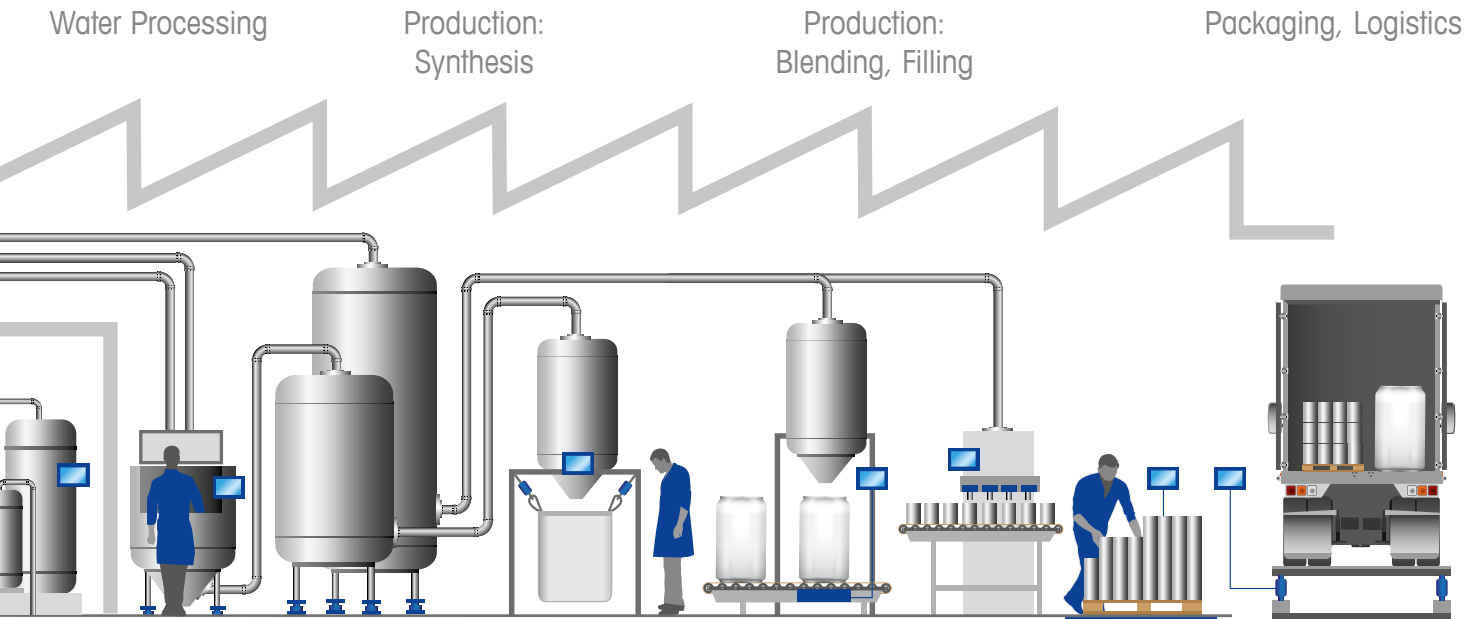 Water Processing
Production:
Synthesis
Production:
Blending, Filling
Packaging, Logistics